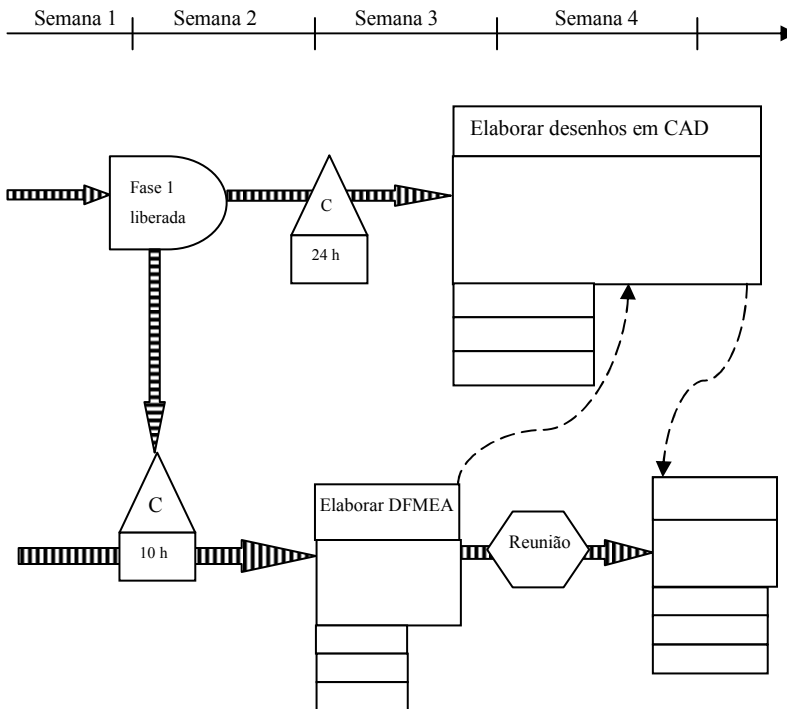 Semana 1
Semana 2
Semana 3
Semana 4
Elaborar desenhos em CAD
Fase 1
liberada
C
24 h
C
10 h
Elaborar DFMEA
Reunião